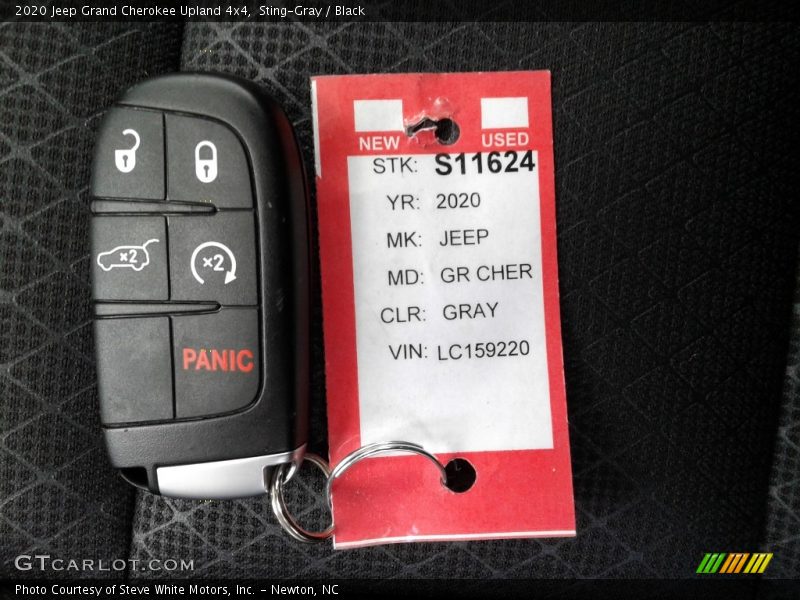 2020 Jeep Grand Cherokee Upland 4x4, Sting-Gray / Black
NEW USED
STK: S11624
YR: 2020
MK: JEEP
MD: GR CHER
CLR: GRAY
VIN: LC159220
×2
×2
PANIC
GTcarlot.com
Photo Courtesy of Steve White Motors, Inc. - Newton, NC